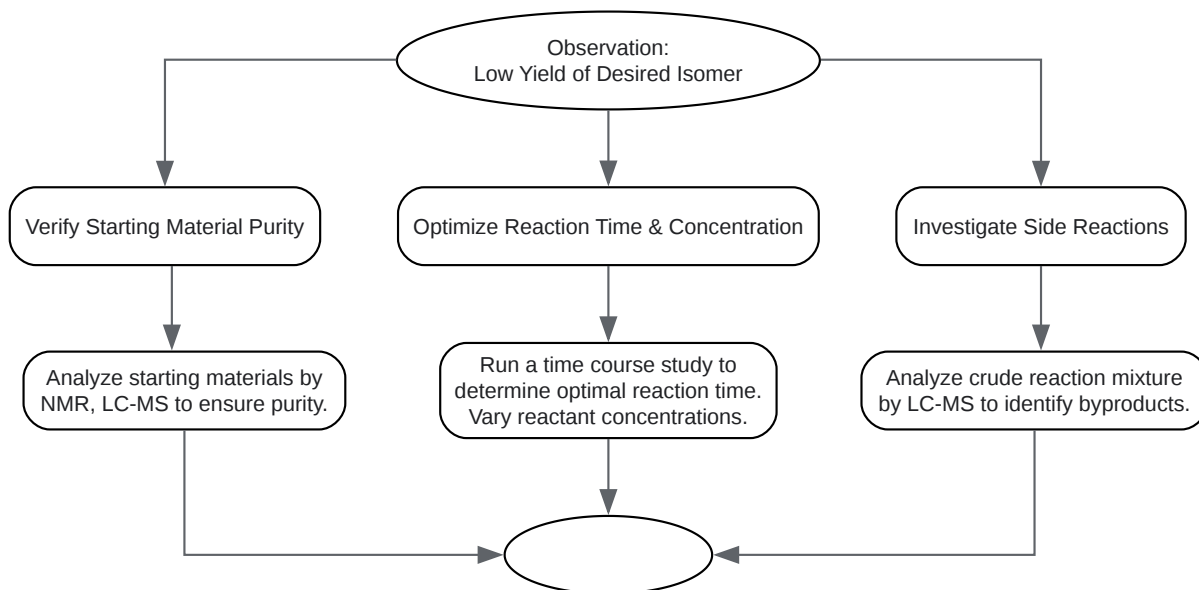 Observation:
Low Yield of Desired Isomer
Verify Starting Material Purity
Optimize Reaction Time & Concentration
Investigate Side Reactions
Analyze starting materials by
NMR, LC-MS to ensure purity.
Run a time course study to
determine optimal reaction time.
Vary reactant concentrations.
Analyze crude reaction mixture
by LC-MS to identify byproducts.